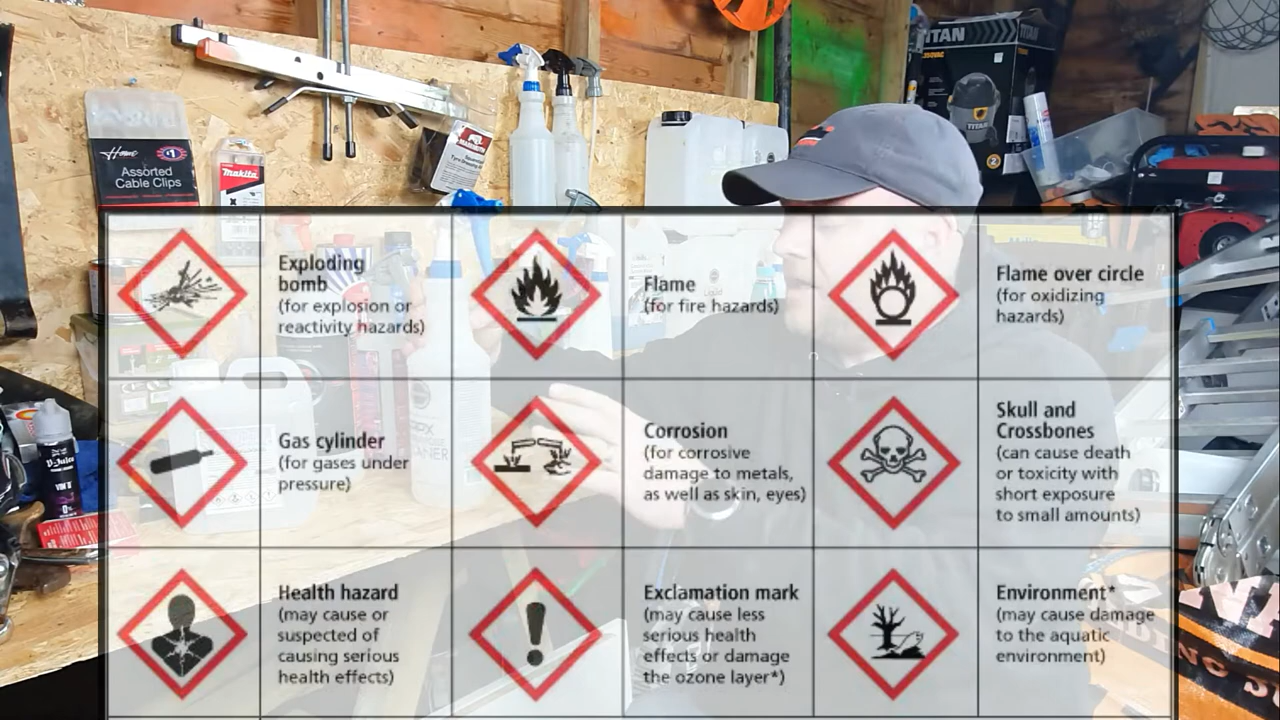 TITAN
TITAN
2
Home
$1
Assorted
Cable Clips
makita
Exploding
bomb
(for explosion or
reactivity hazards)
Flame
(for fire hazards)
Flame over circle
(for oxidizing
hazards)
Gas cylinder
(for gases under
pressure)
Corrosion
(for corrosive
damage to metals,
as well as skin, eyes)
Skull and
Crossbones
(can cause death
or toxicity with
short exposure
to small amounts)
Health hazard
(may cause or
suspected of
causing serious
health effects)
Exclamation mark
(may cause less
serious health
effects or damage
the ozone layer*)
Environment*
(may cause damage
to the aquatic
environment)